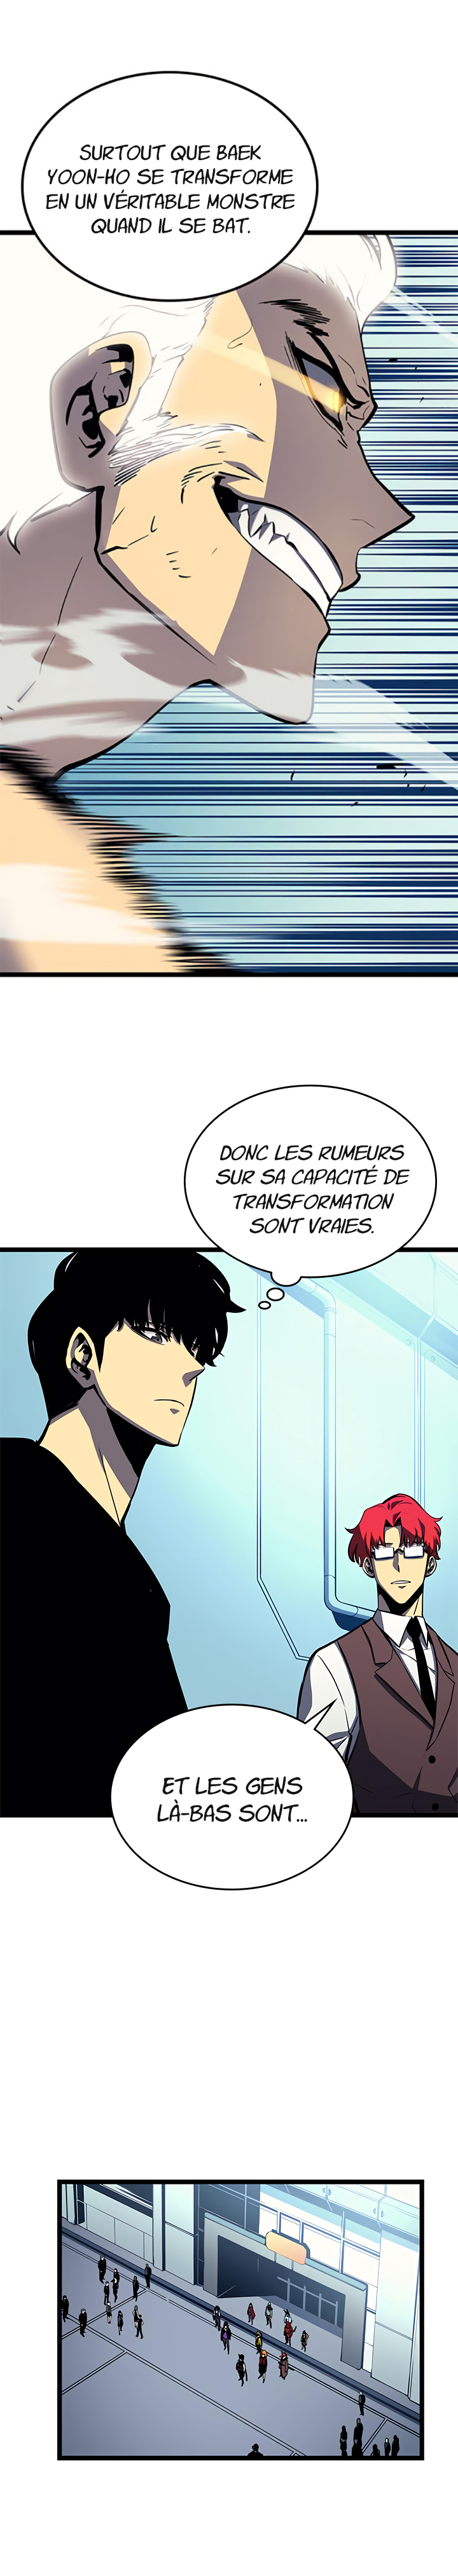 SURTOUT QUE BAEK
YOON-HO SE TRANSFORME
EN UN VÉRITABLE MONSTRE
QUAND IL SE BAT.
DONC LES RUMEURS
SUR SA CAPACITÉ DE
TRANSFORMATION
SONT VRAIES.
ET LES GENS
LÀ-BAS SONT...